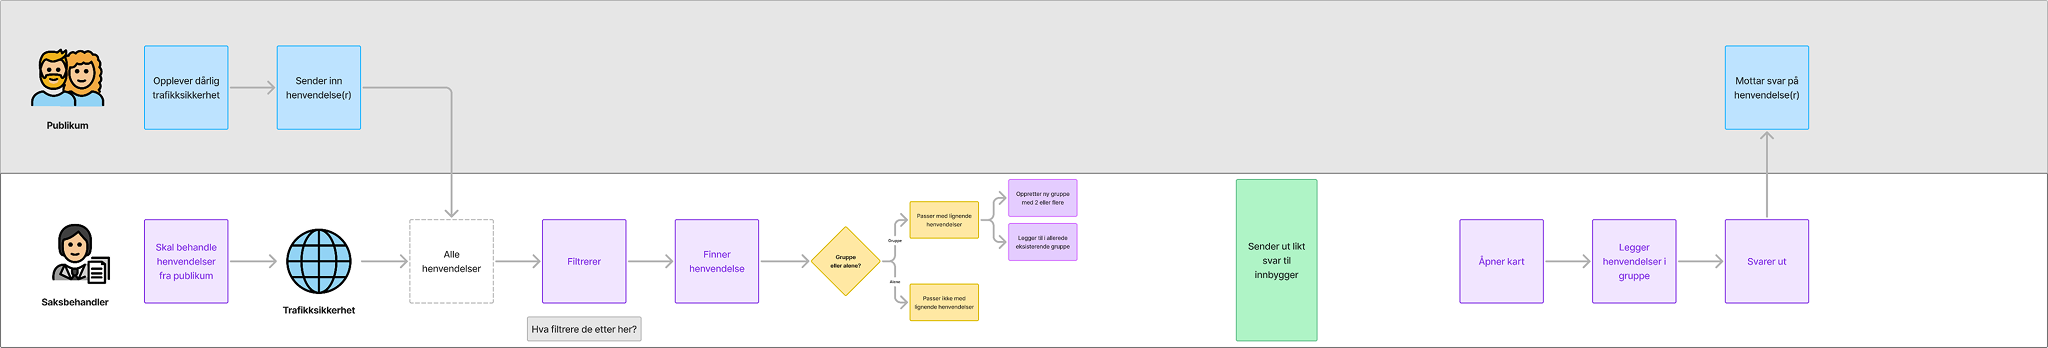 Opplever dårlig
trafikksikkerhet
Sender inn
henvendelse(r)
Mottar svar på
henvendelse(r)
Publikum
Skal behandle
henvendelser
fra publikum
Trafikksikkerhet
Alle
henvendelser
Filtrerer
Hva filtrere de etter her?
Finner
henvendelse
Gruppe
eller alene?
Gruppe
Alene
Passer med lignende
henvendelser
Passer ikke med
lignende henvendelser
Oppretter ny gruppe
med 2 eller flere
Legger til i allerede
eksisterende gruppe
Sender ut likt
svar til
innbygger
Åpner kart
Legger
henvendelser i
gruppe
Svarer ut
Saksbehandler